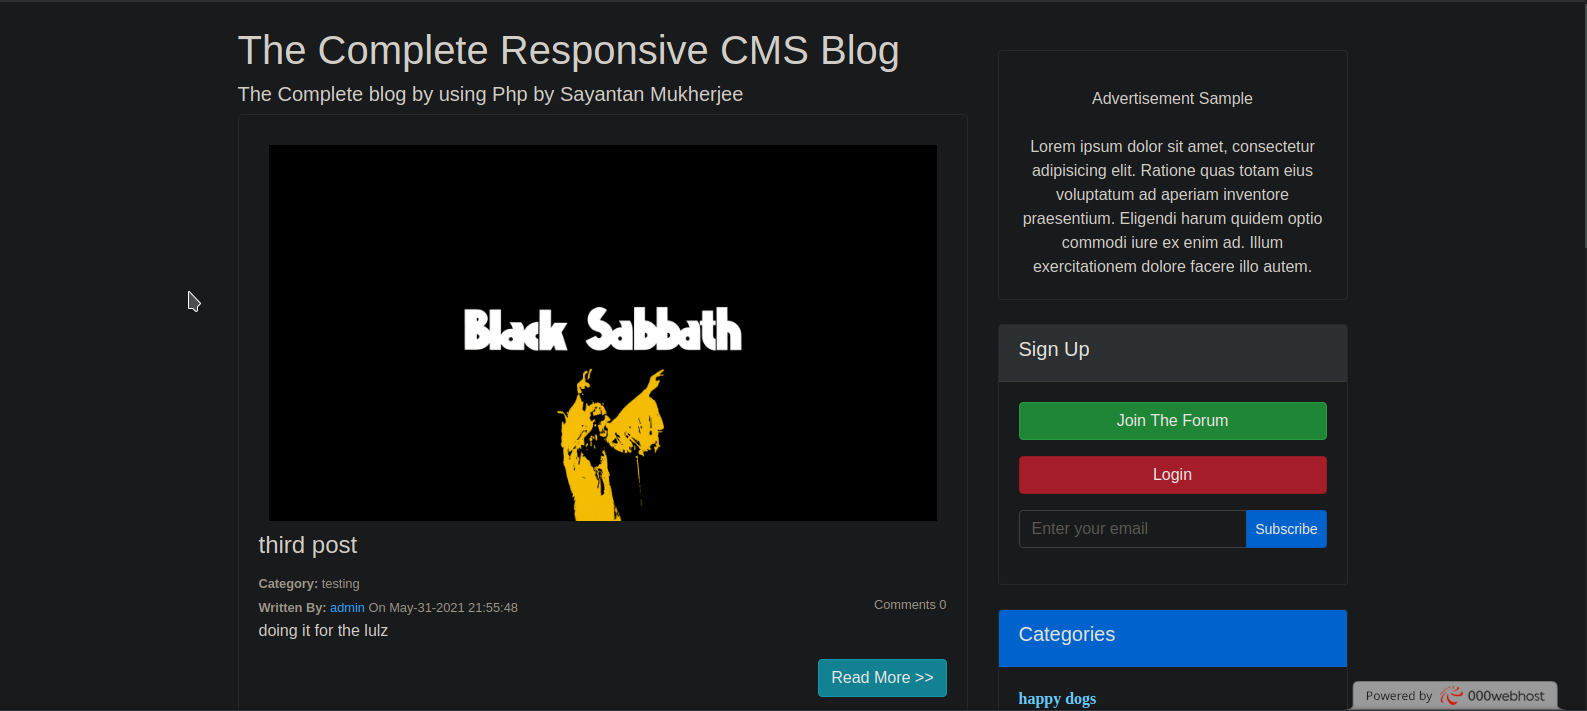 The Complete Responsive CMS Blog
The Complete blog by using Php by Sayantan Mukherjee
Black Sabbath
third post
Category: testing
Written By: admin On May-31-2021 21:55:48
Comments 0
doing it for the lulz
Read More >>
Advertisement Sample
Lorem ipsum dolor sit amet, consectetur
adipisicing elit. Ratione quas totam eius
voluptatum ad aperiam inventore
praesentium. Eligendi harum quidem optio
commodi iure ex enim ad. Illum
exercitationem dolore facere illo autem.
Sign Up
Join The Forum
Login
Enter your email
Subscribe
Categories
happy dogs
Powered by 000webhost